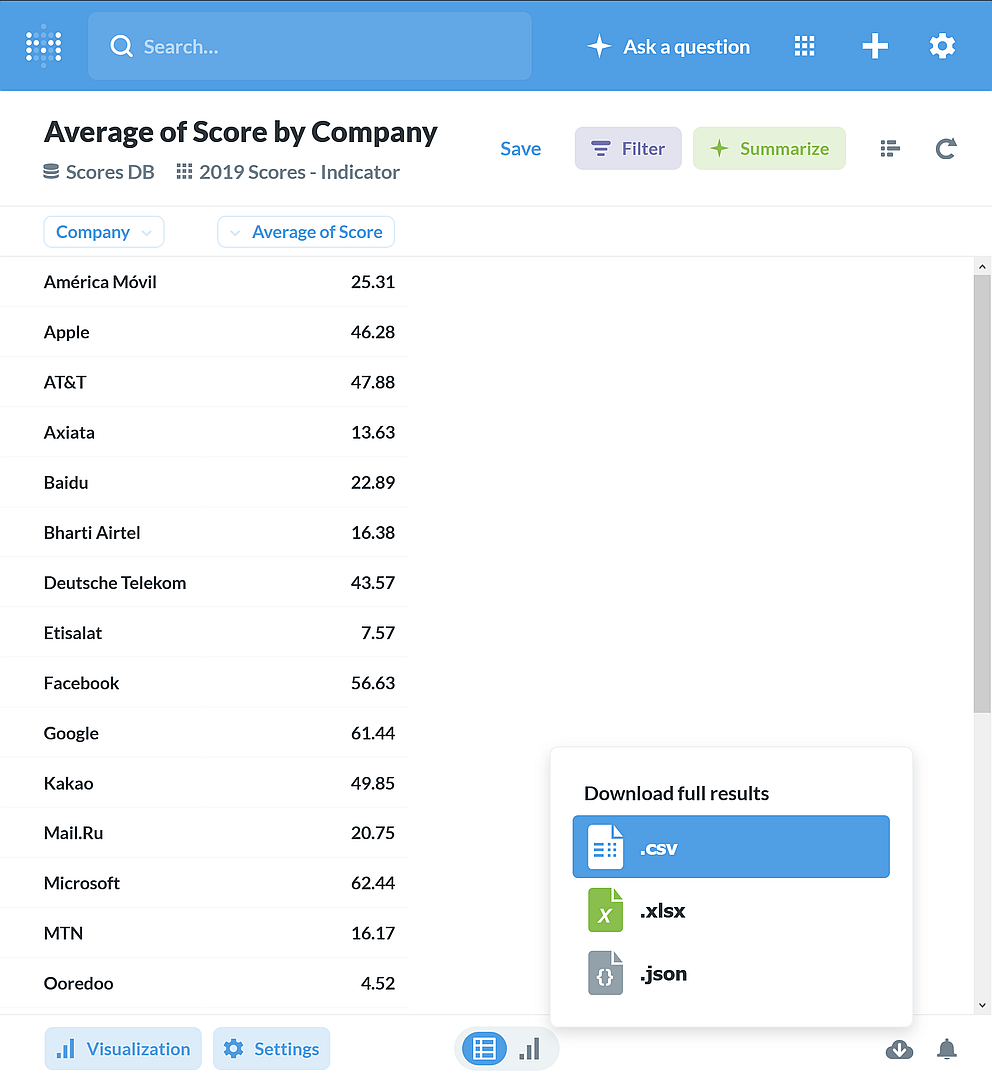 Search...
Ask a question
Average of Score by Company
Scores DB 2019 Scores - Indicator
Save
Filter
Summarize
Company Average of Score
América Móvil 25.31
Apple 46.28
AT&T 47.88
Axiata 13.63
Baidu 22.89
Bharti Airtel 16.38
Deutsche Telekom 43.57
Etisalat 7.57
Facebook 56.63
Google 61.44
Kakao 49.85
Mail.Ru 20.75
Microsoft 62.44
MTN 16.17
Ooredoo 4.52
Download full results
.csv
X .xlsx
{} .json
Visualization
Settings